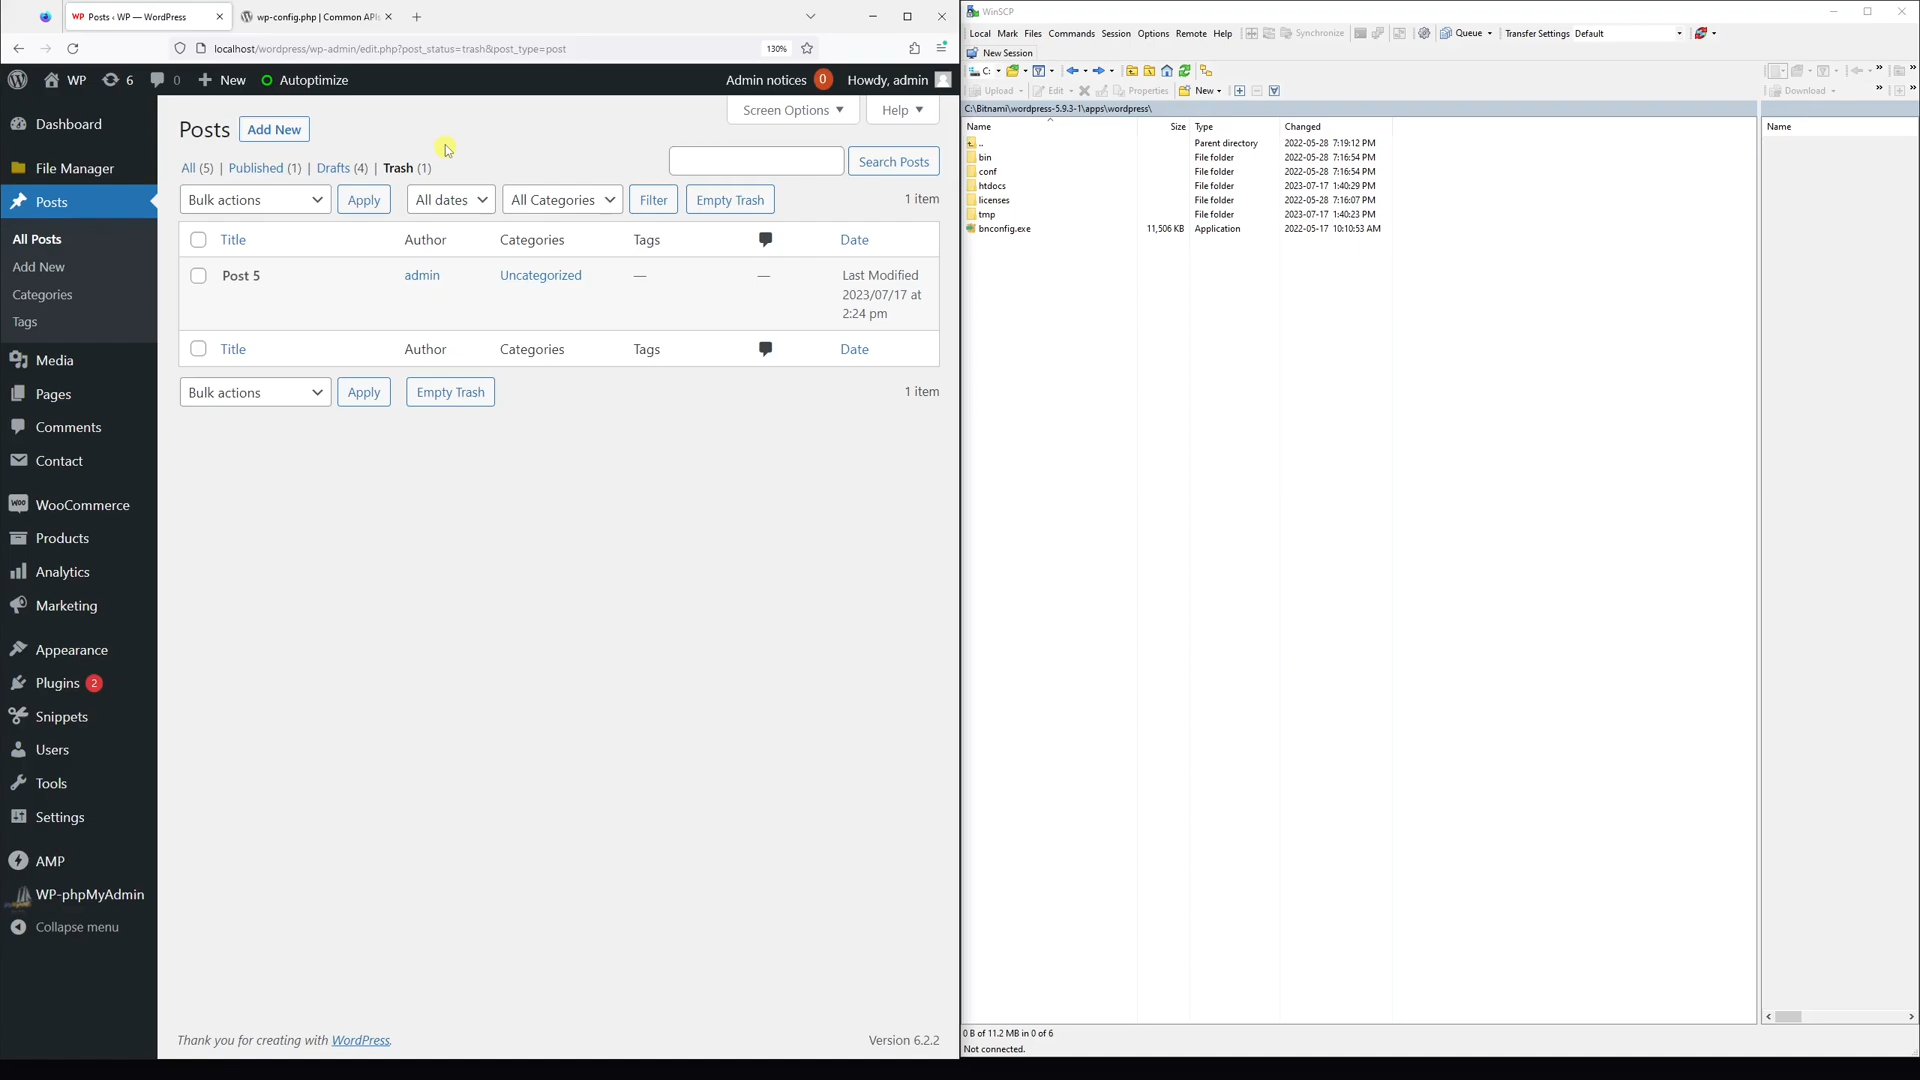 Posts ‹ WP — WordPress
wp-config.php | Common APIs
localhost/wordpress/wp-admin/edit.php?post_status=trash&post_type=post
130%
WP
6
0
New
Autoptimize
Admin notices 0
Howdy, admin
Dashboard
File Manager
Posts
All Posts
Add New
Categories
Tags
Media
Pages
Comments
Contact
WooCommerce
Products
Analytics
Marketing
Appearance
Plugins 2
Snippets
Users
Tools
Settings
AMP
WP-phpMyAdmin
Collapse menu
Screen Options
Help
Posts
Add New
All (5) | Published (1) | Drafts (4) | Trash (1)
Search Posts
Bulk actions
Apply
All dates
All Categories
Filter
Empty Trash
1 item
Title Author Categories Tags Date
Post 5 admin Uncategorized — — Last Modified
2023/07/17 at
2:24 pm
Title Author Categories Tags Date
Bulk actions
Apply
Empty Trash
1 item
Thank you for creating with WordPress.
Version 6.2.2
WinSCP
Local Mark Files Commands Session Options Remote Help
Synchronize
Queue
Transfer Settings Default
New Session
C:
Upload Edit Properties New
Download
C:\Bitnami\wordpress-5.9.3-1\apps\wordpress\
Name Size Type Changed
.. Parent directory 2022-05-28 7:19:12 PM
bin File folder 2022-05-28 7:16:54 PM
conf File folder 2022-05-28 7:16:54 PM
htdocs File folder 2023-07-17 1:40:29 PM
licenses File folder 2022-05-28 7:16:07 PM
tmp File folder 2023-07-17 1:40:23 PM
bnconfig.exe 11,506 KB Application 2022-05-17 10:10:53 AM
Name
0 B of 11.2 MB in 0 of 6
Not connected.